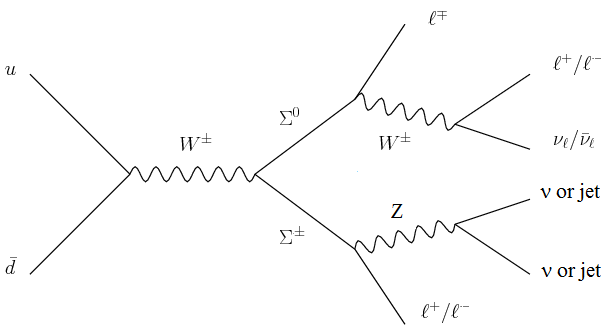 ℓ∓
u
ℓ+/ℓ−
Σ0
W±
W±
νℓ/ν̄ℓ
ν or jet
Z
Σ±
d̄
ν or jet
ℓ+/ℓ−